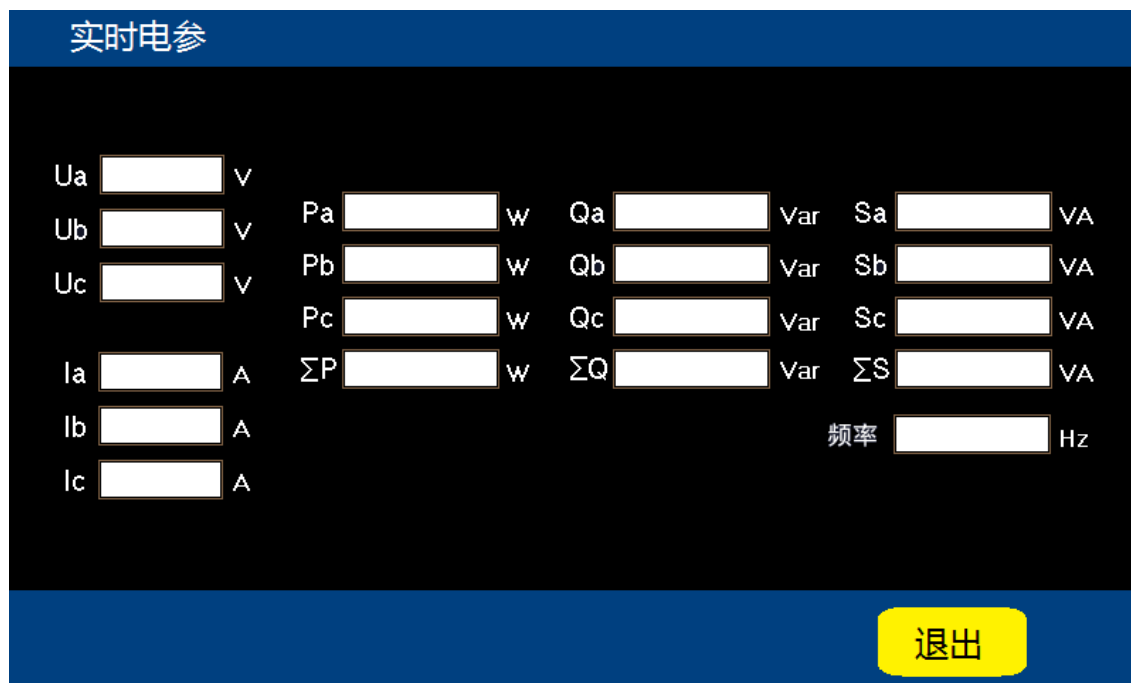 实时电参
Ua V
Ub V
Uc V
Pa W Qa Var Sa VA
Pb W Qb Var Sb VA
Pc W Qc Var Sc VA
ΣP W ΣQ Var ΣS VA
Ia A
Ib A
Ic A
频率 Hz
退出